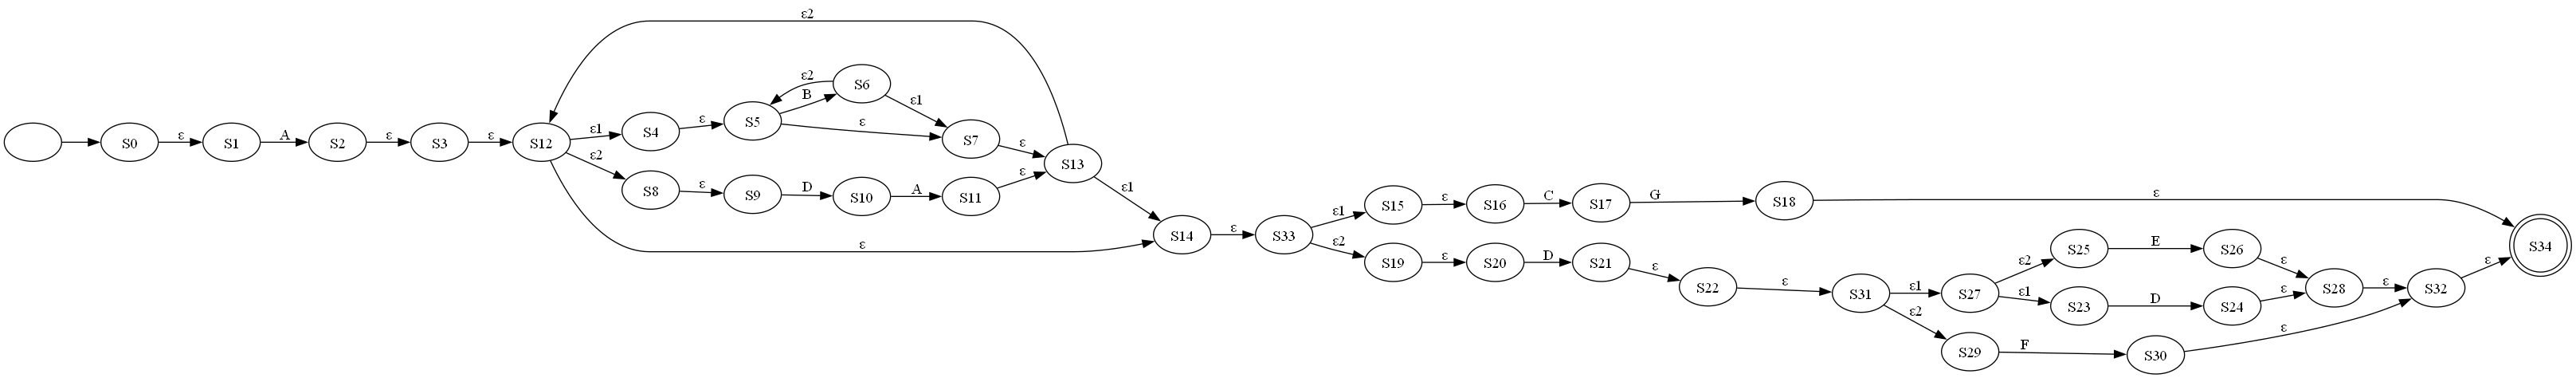 ε2
S0 ε S1 A S2 ε S3 ε S12
ε1 S4 ε S5 B S6 ε2 ε1
ε S7 ε S13
ε2 S8 ε S9 D S10 A S11 ε
ε ε1 S14 ε S33
ε1 S15 ε S16 C S17 G S18 ε
ε2 S19 ε S20 D S21 ε S22 ε S31
ε1 S27 ε2 S25 E S26 ε
ε1 S23 D S24 ε S28 ε S32 ε S34
ε2 S29 F S30 ε